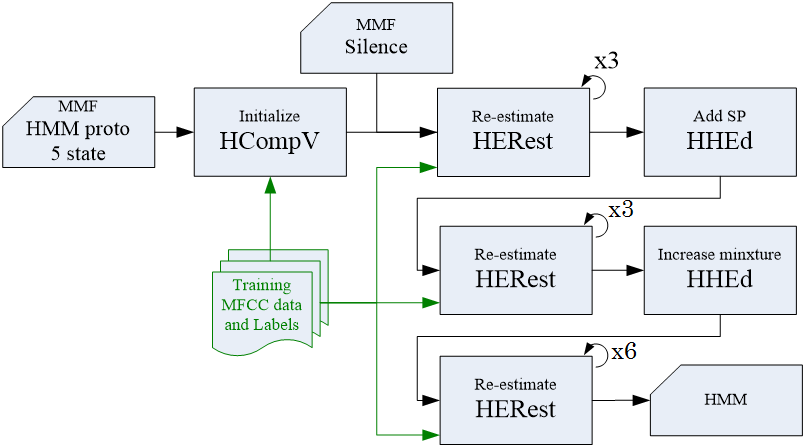 MMF
Silence
x3
MMF
HMM proto
5 state
Initialize
HCompV
Re-estimate
HERest
Add SP
HHEd
x3
Re-estimate
HERest
Increase minxture
HHEd
Training
MFCC data
and Labels
x6
Re-estimate
HERest
HMM